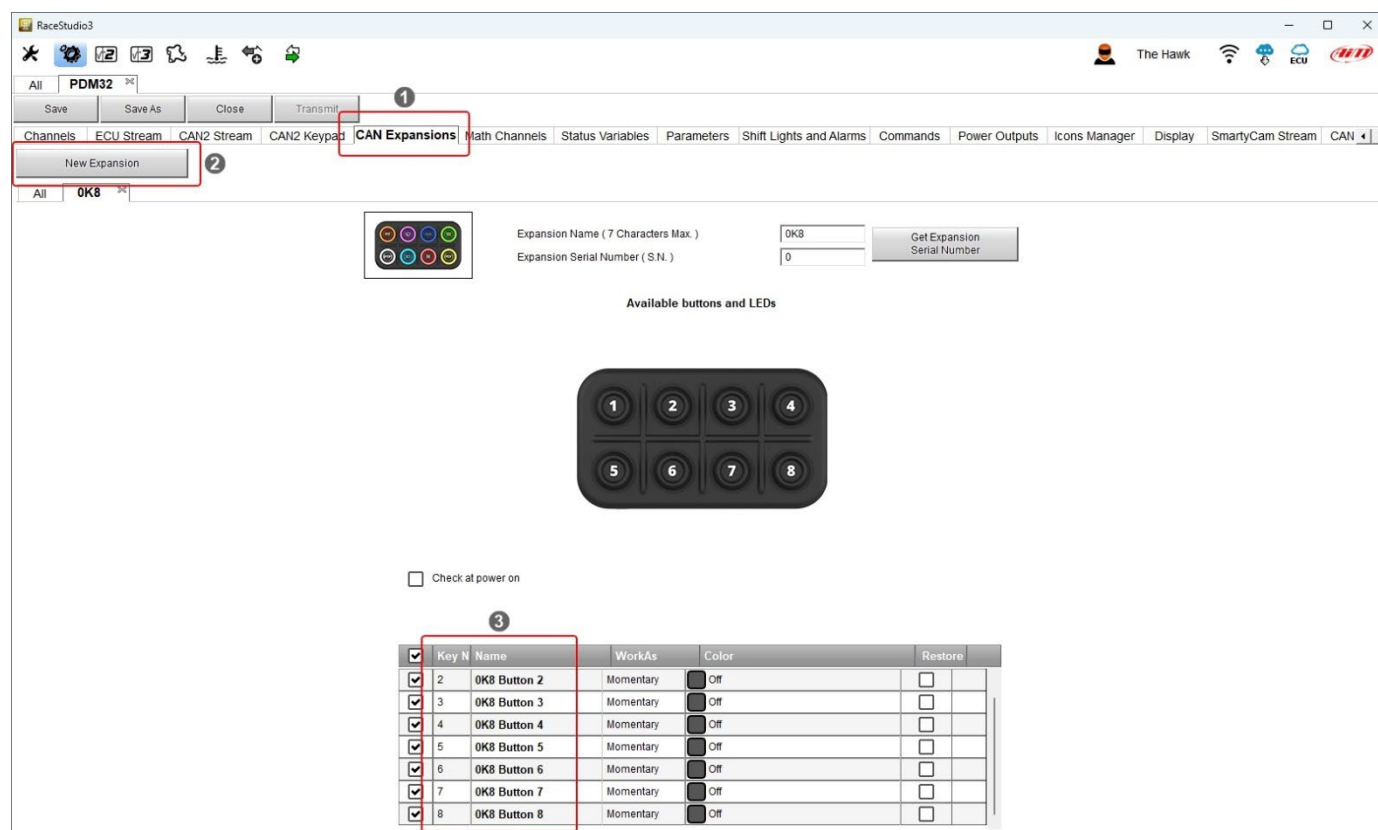 RaceStudio3
The Hawk
ECU
AiM
All PDM32
Save Save As Close Transmit
1
Channels ECU Stream CAN2 Stream CAN2 Keypad CAN Expansions Math Channels Status Variables Parameters Shift Lights and Alarms Commands Power Outputs Icons Manager Display SmartyCam Stream CAN
New Expansion 2
All 0K8
Expansion Name ( 7 Characters Max. ) 0K8 Get Expansion
Expansion Serial Number ( S.N. ) 0 Serial Number
Available buttons and LEDs
1 2 3 4
5 6 7 8
Check at power on
3
Key N Name WorkAs Color Restore
2 0K8 Button 2 Momentary Off
3 0K8 Button 3 Momentary Off
4 0K8 Button 4 Momentary Off
5 0K8 Button 5 Momentary Off
6 0K8 Button 6 Momentary Off
7 0K8 Button 7 Momentary Off
8 0K8 Button 8 Momentary Off